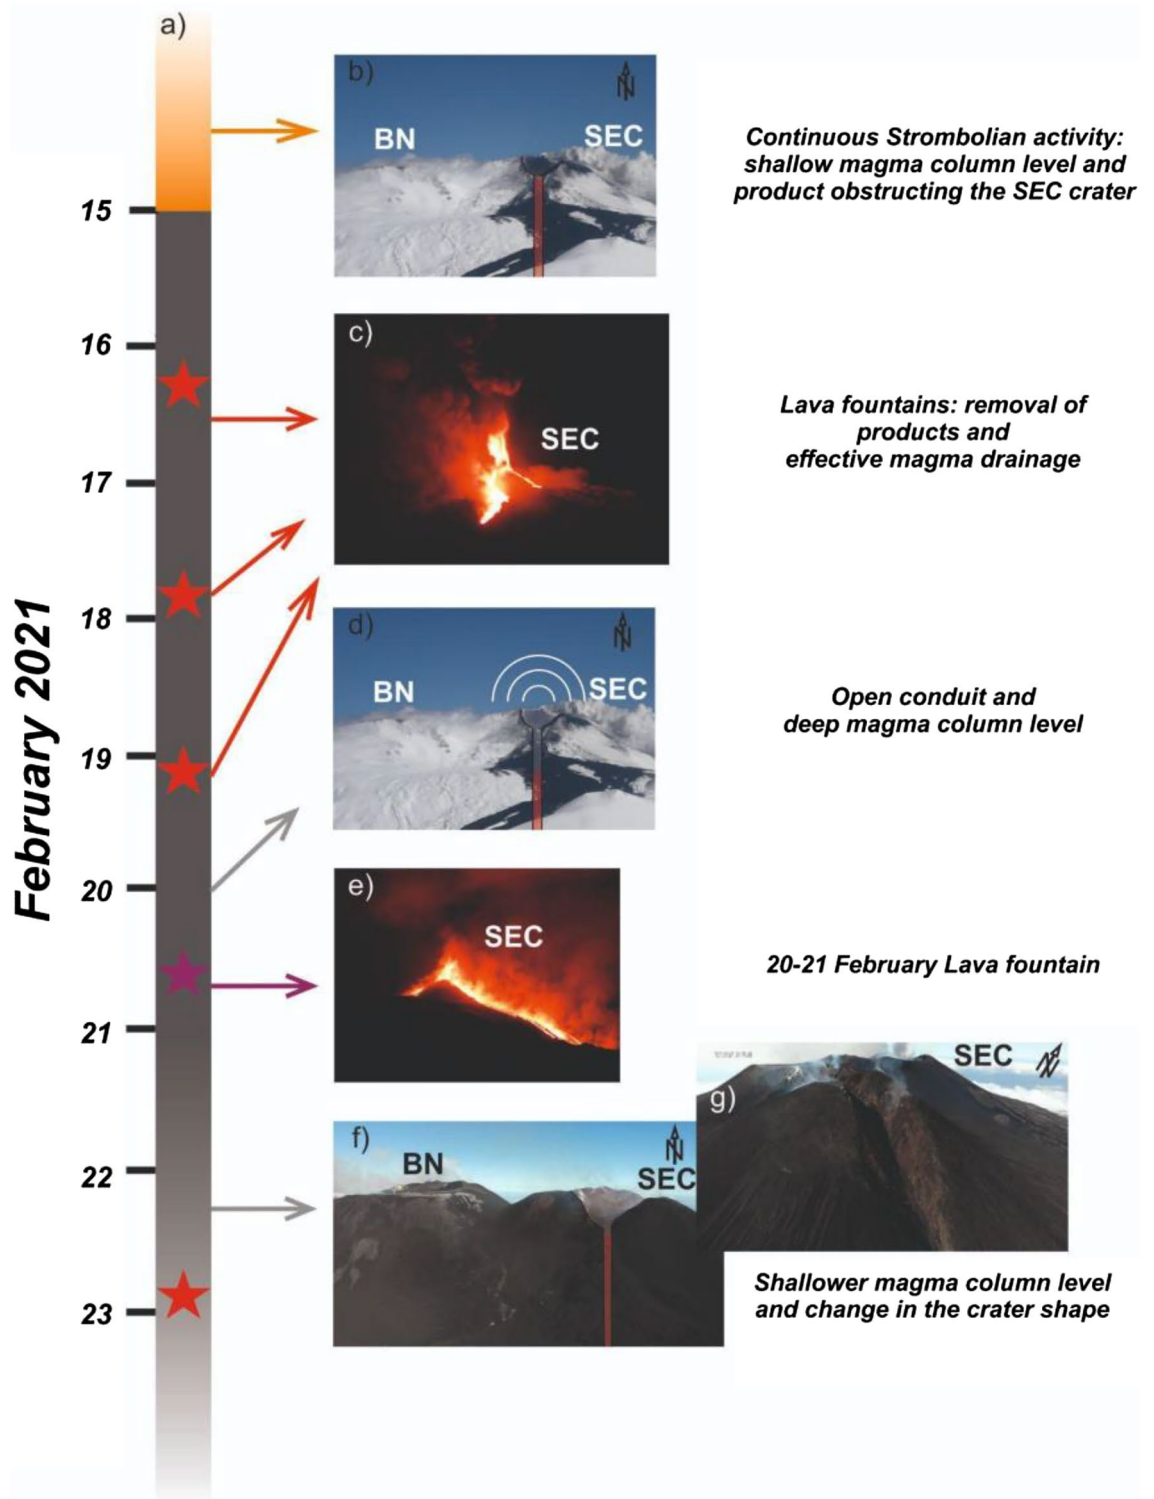 a)
15
16
17
18
19
20
21
22
23
February 2021
b)
N
BN
SEC
Continuous Strombolian activity:
shallow magma column level and
product obstructing the SEC crater
c)
SEC
Lava fountains: removal of
products and
effective magma drainage
d)
N
BN
SEC
Open conduit and
deep magma column level
e)
SEC
20-21 February Lava fountain
f)
N
BN
SEC
g)
SEC
N
Shallower magma column level
and change in the crater shape